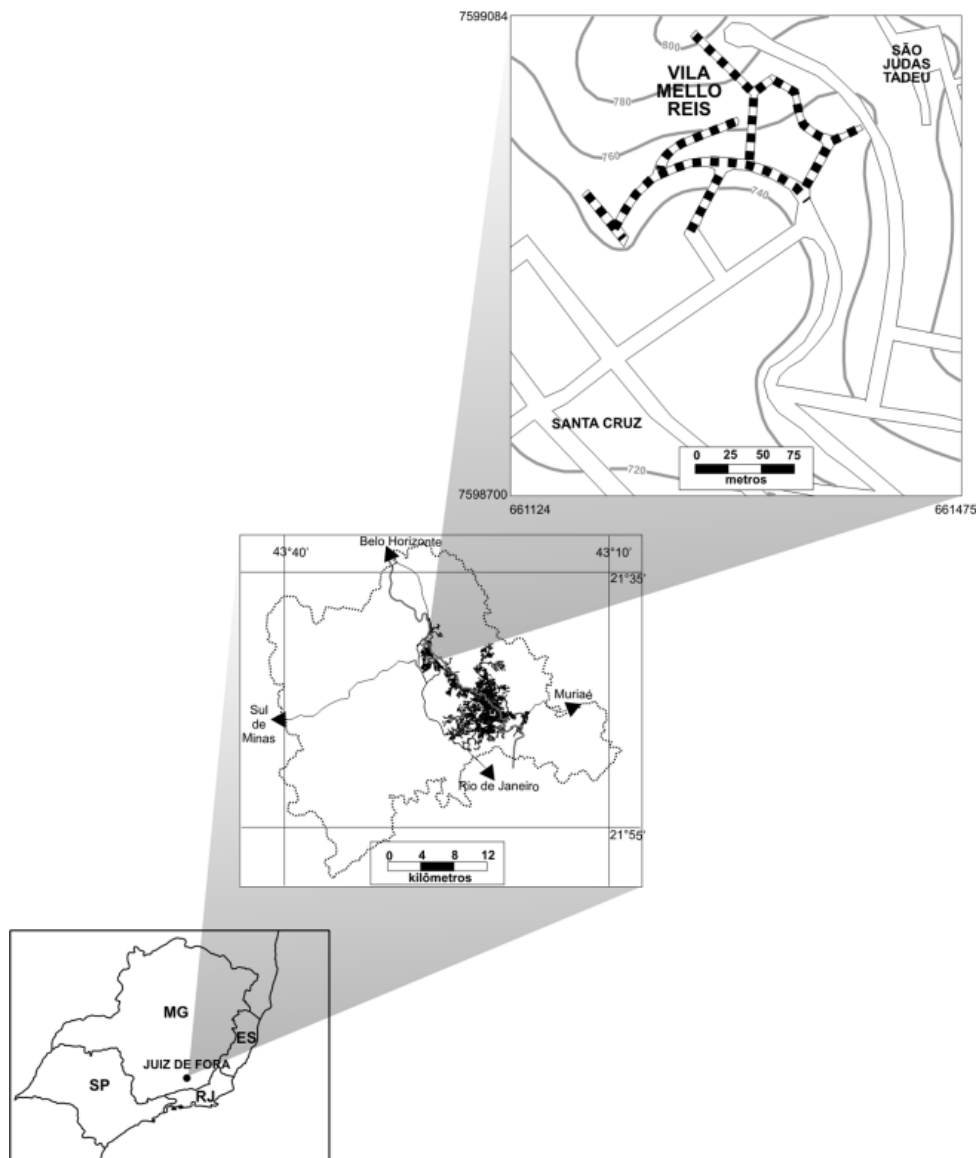 7599084
800
SÃO
JUDAS
TADEU
VILA
MELLO
REIS
780
760
740
SANTA CRUZ
0 25 50 75
metros
720
7598700
661124
661475
Belo Horizonte
43°40'
43°10'
21°35'
Muriaé
Sul
de
Minas
Rio de Janeiro
21°55'
0 4 8 12
kilômetros
MG
ES
JUIZ DE FORA
SP
RJ